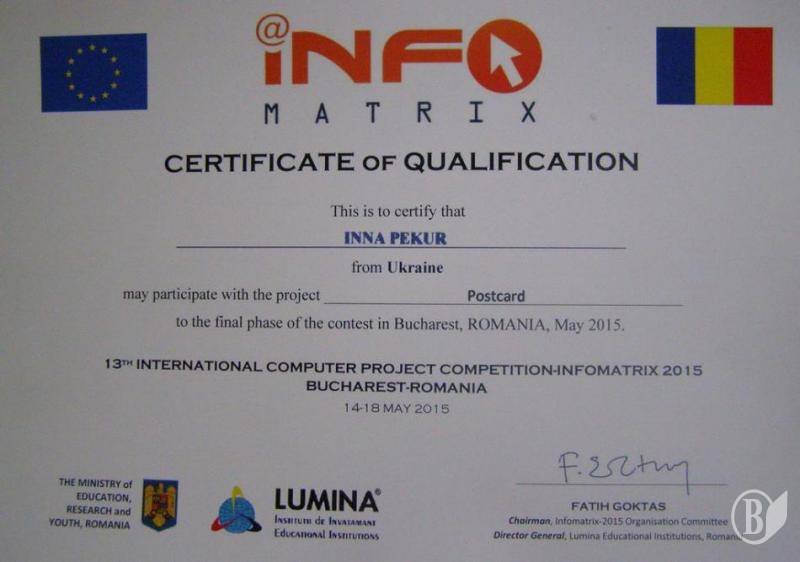 @
INFO
MATRIX
CERTIFICATE OF QUALIFICATION
This is to certify that
INNA PEKUR
from Ukraine
may participate with the project Postcard
to the final phase of the contest in Bucharest, ROMANIA, May 2015.
13TH INTERNATIONAL COMPUTER PROJECT COMPETITION-INFOMATRIX 2015
BUCHAREST-ROMANIA
14-18 MAY 2015
THE MINISTRY of
EDUCATION,
RESEARCH and
YOUTH, ROMANIA
LUMINA®
Institutii de Invatamant
Educational Institutions
FATIH GOKTAS
Chairman, Infomatrix-2015 Organisation Committee
Director General, Lumina Educational Institutions, Romania
B